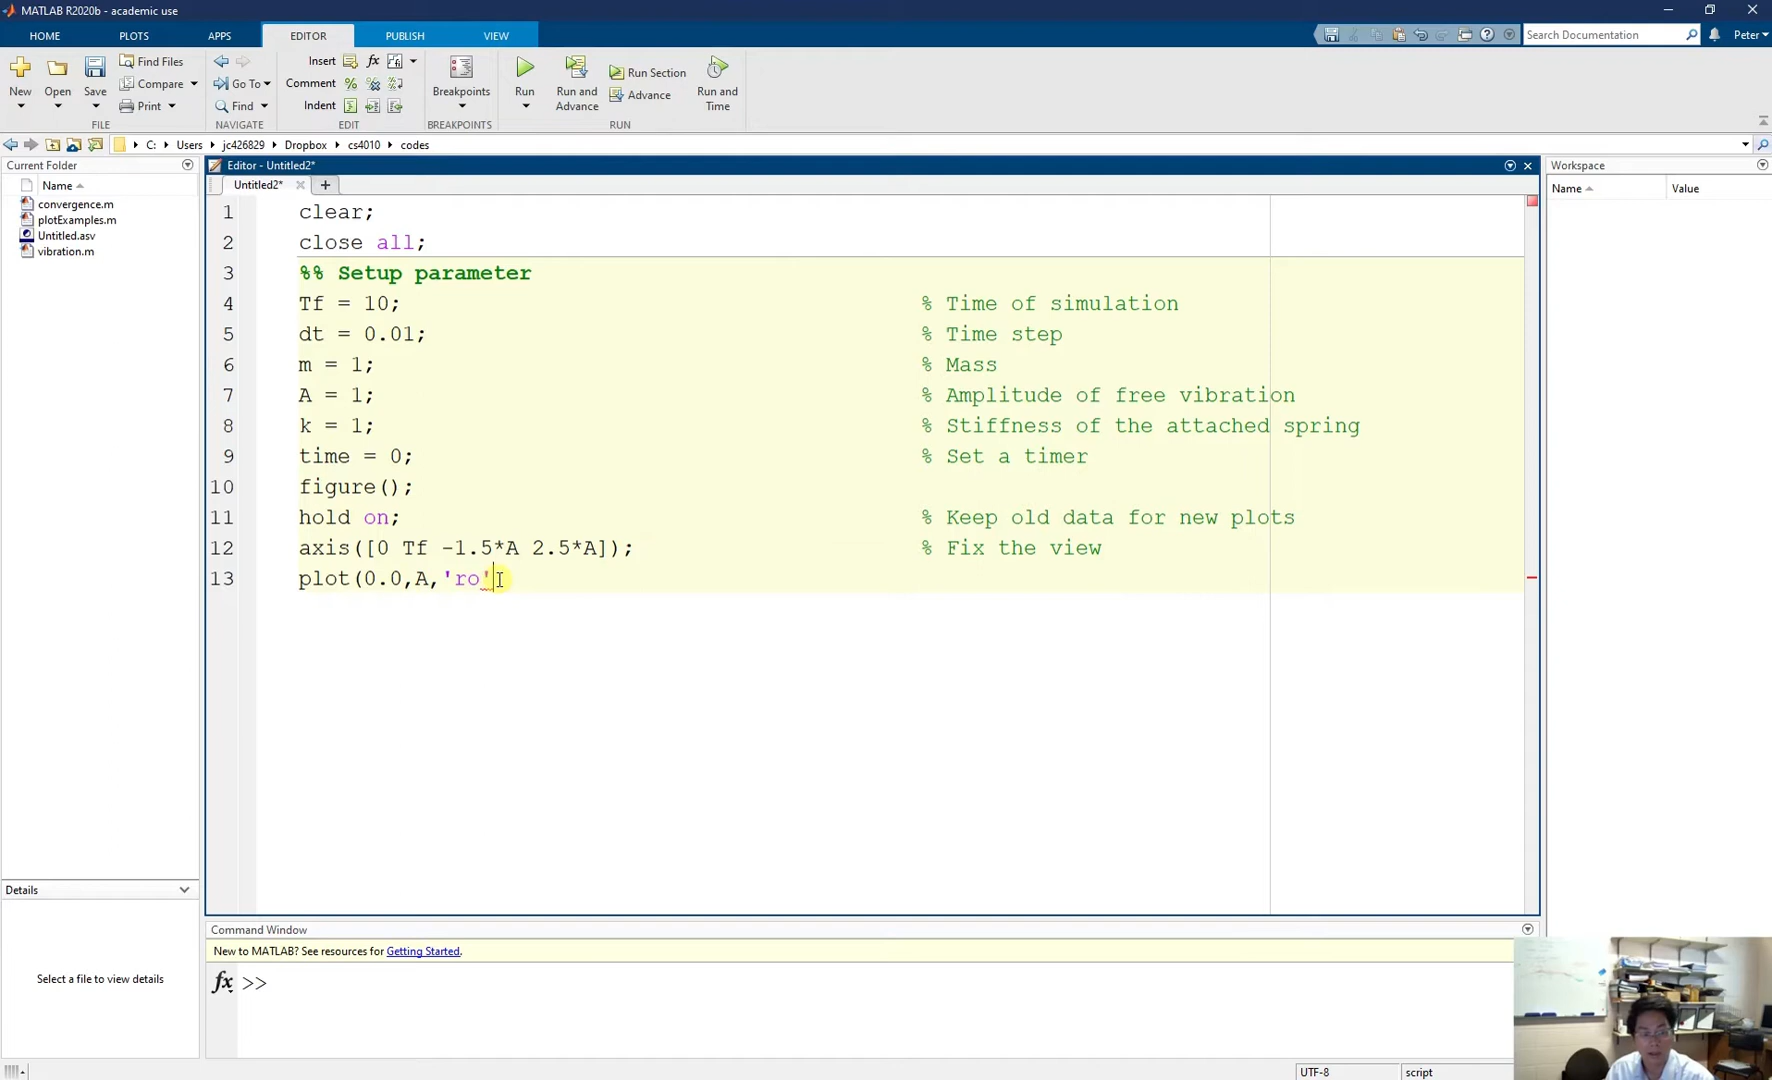 MATLAB R2020b - academic use
HOME PLOTS APPS EDITOR PUBLISH VIEW Search Documentation Peter
New Open Save Find Files Compare Print FILE
Go To Find NAVIGATE
Insert fx Comment Indent EDIT
Breakpoints BREAKPOINTS
Run Run and Advance Run Section Advance Run and Time RUN
C: Users jc426829 Dropbox cs4010 codes
Current Folder
Name
convergence.m
plotExamples.m
Untitled.asv
vibration.m
Details
Select a file to view details
Editor - Untitled2*
Untitled2* +
1 clear;
2 close all;
3 %% Setup parameter
4 Tf = 10; % Time of simulation
5 dt = 0.01; % Time step
6 m = 1; % Mass
7 A = 1; % Amplitude of free vibration
8 k = 1; % Stiffness of the attached spring
9 time = 0; % Set a timer
10 figure();
11 hold on; % Keep old data for new plots
12 axis([0 Tf -1.5*A 2.5*A]); % Fix the view
13 plot(0.0,A,'ro'
Command Window
New to MATLAB? See resources for Getting Started.
fx >>
Workspace
Name Value
UTF-8 script